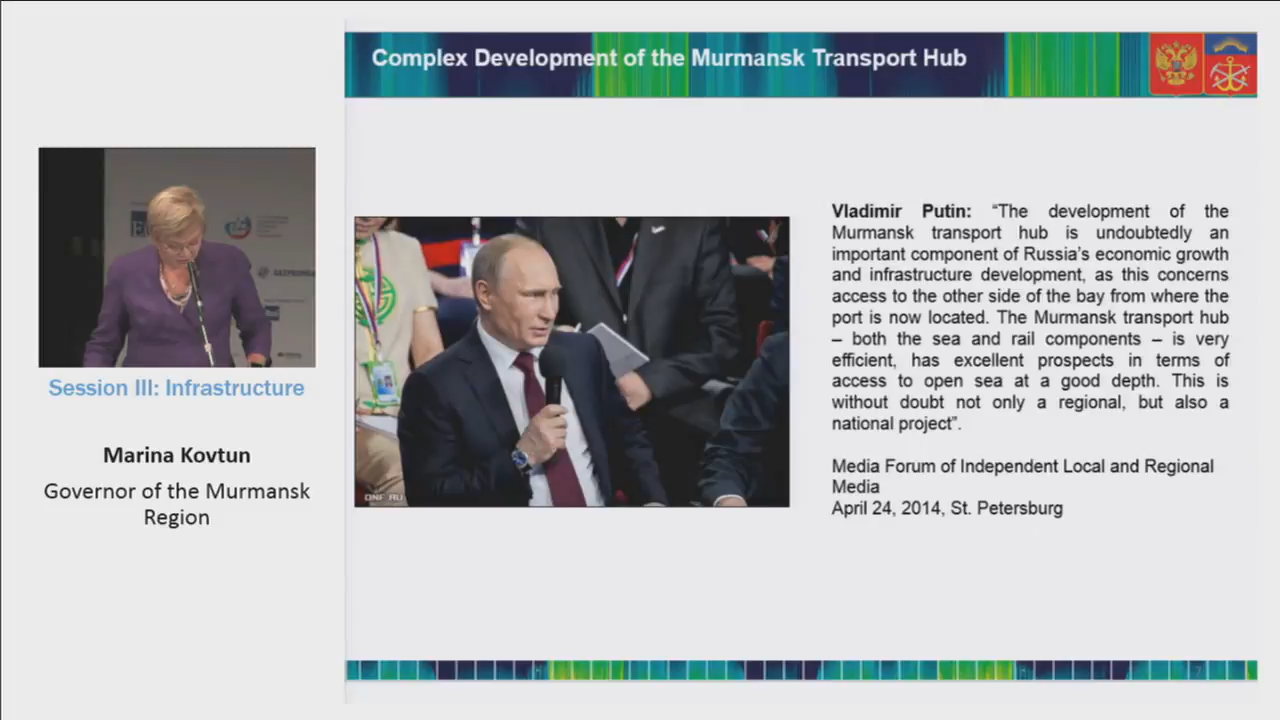 Complex Development of the Murmansk Transport Hub
Session III: Infrastructure
Marina Kovtun
Governor of the Murmansk
Region
Vladimir Putin: “The development of the
Murmansk transport hub is undoubtedly an
important component of Russia’s economic growth
and infrastructure development, as this concerns
access to the other side of the bay from where the
port is now located. The Murmansk transport hub
– both the sea and rail components – is very
efficient, has excellent prospects in terms of
access to open sea at a good depth. This is
without doubt not only a regional, but also a
national project”.
Media Forum of Independent Local and Regional
Media
April 24, 2014, St. Petersburg
ONF.RU